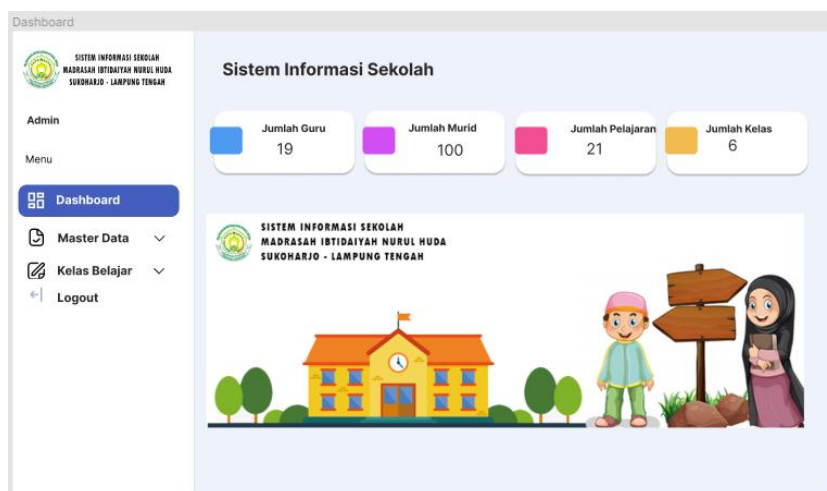 Dashboard
SISTEM INFORMASI SEKOLAH
MADRASAH IBTIDAIYAH NURUL HUDA
SUKOHARJO - LAMPUNG TENGAH
Admin
Menu
Dashboard
Master Data
Kelas Belajar
Logout
Sistem Informasi Sekolah
Jumlah Guru
19
Jumlah Murid
100
Jumlah Pelajaran
21
Jumlah Kelas
6
SISTEM INFORMASI SEKOLAH
MADRASAH IBTIDAIYAH NURUL HUDA
SUKOHARJO - LAMPUNG TENGAH